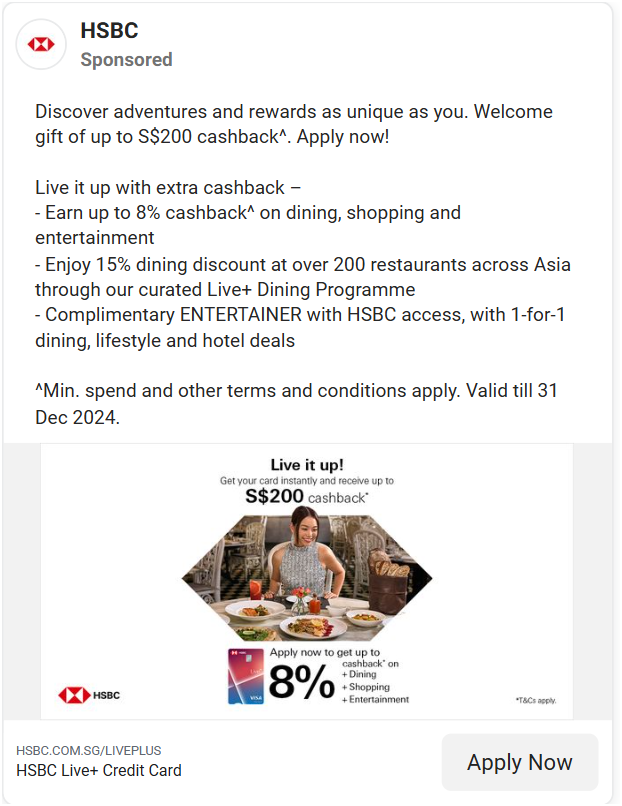 HSBC
Sponsored
Discover adventures and rewards as unique as you. Welcome
gift of up to S$200 cashback^. Apply now!
Live it up with extra cashback –
- Earn up to 8% cashback^ on dining, shopping and
entertainment
- Enjoy 15% dining discount at over 200 restaurants across Asia
through our curated Live+ Dining Programme
- Complimentary ENTERTAINER with HSBC access, with 1-for-1
dining, lifestyle and hotel deals
^Min. spend and other terms and conditions apply. Valid till 31
Dec 2024.
Live it up!
Get your card instantly and receive up to
S$200 cashback*
Apply now to get up to
8%
cashback* on
+ Dining
+ Shopping
+ Entertainment
VISA
HSBC
*T&Cs apply.
HSBC.COM.SG/LIVEPLUS
HSBC Live+ Credit Card
Apply Now